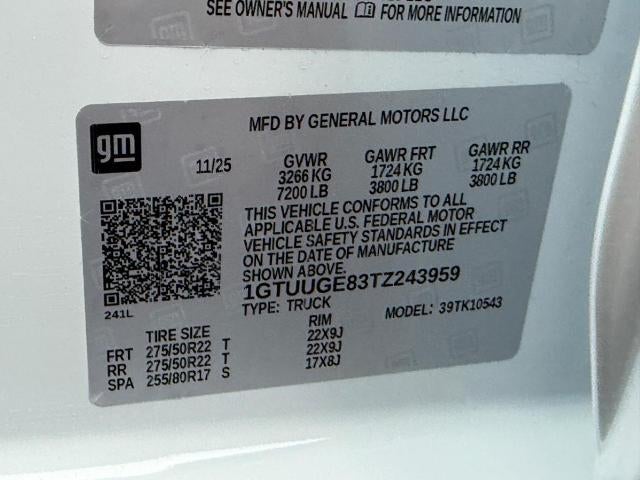 SEE OWNER'S MANUAL FOR MORE INFORMATION
gm
MFD BY GENERAL MOTORS LLC
11/25
GVWR GAWR FRT GAWR RR
3266 KG 1724 KG 1724 KG
7200 LB 3800 LB 3800 LB
THIS VEHICLE CONFORMS TO ALL
APPLICABLE U.S. FEDERAL MOTOR
VEHICLE SAFETY STANDARDS IN EFFECT
ON THE DATE OF MANUFACTURE
SHOWN ABOVE.
1GTUUGE83TZ243959
241L
TYPE: TRUCK MODEL: 39TK10543
TIRE SIZE RIM
FRT 275/50R22 T 22X9J
RR 275/50R22 T 22X9J
SPA 255/80R17 S 17X8J